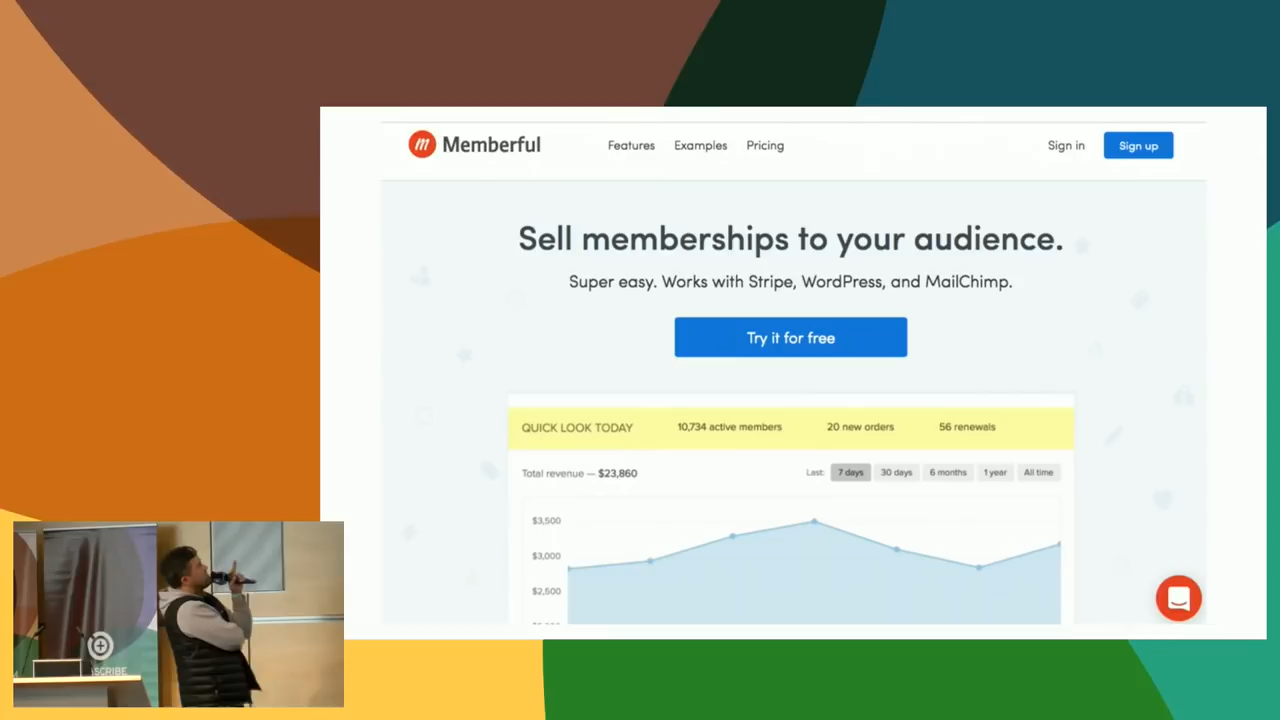 Memberful
Features Examples Pricing
Sign in Sign up
Sell memberships to your audience.
Super easy. Works with Stripe, WordPress, and MailChimp.
Try it for free
QUICK LOOK TODAY 10,734 active members 20 new orders 56 renewals
Total revenue — $23,860 Last: 7 days 30 days 6 months 1 year All time
$3,500
$3,000
$2,500
SCRIBE